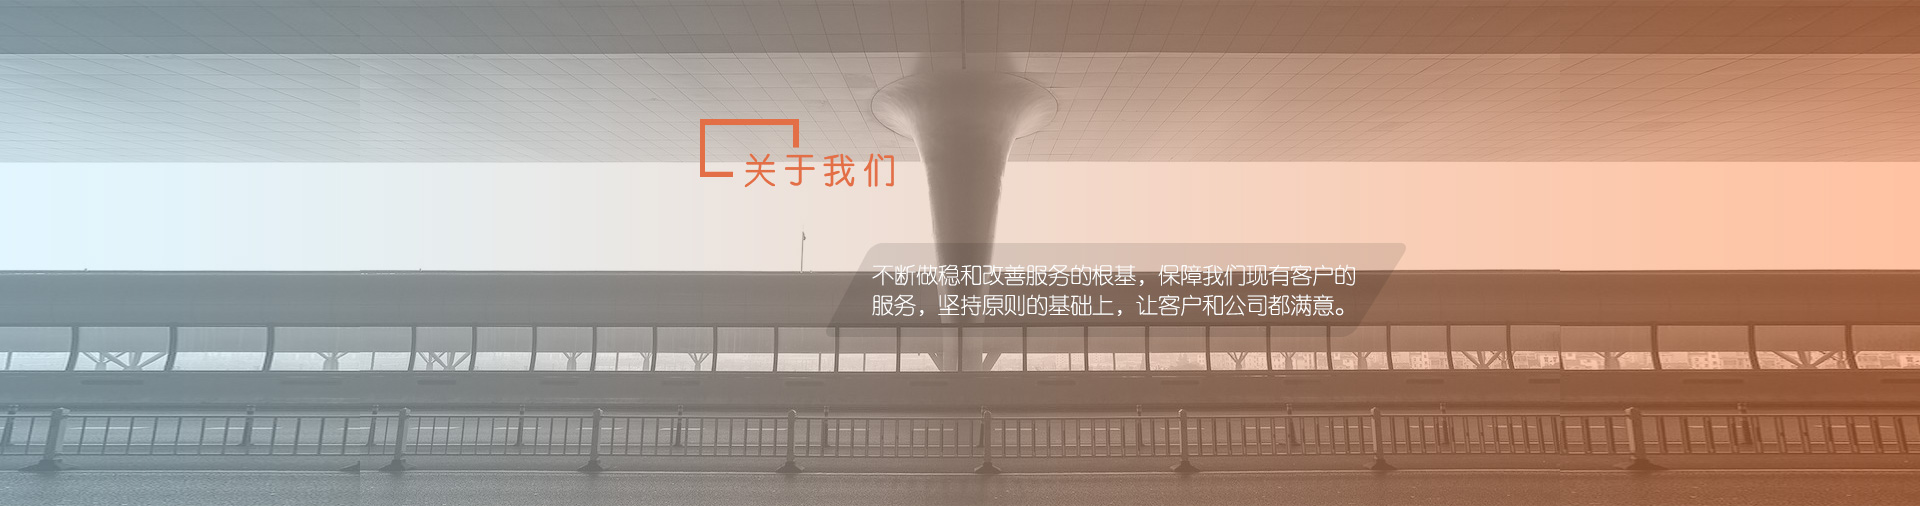 关于我们
不断做稳和改善服务的根基，保障我们现有客户的
服务，坚持原则的基础上，让客户和公司都满意。